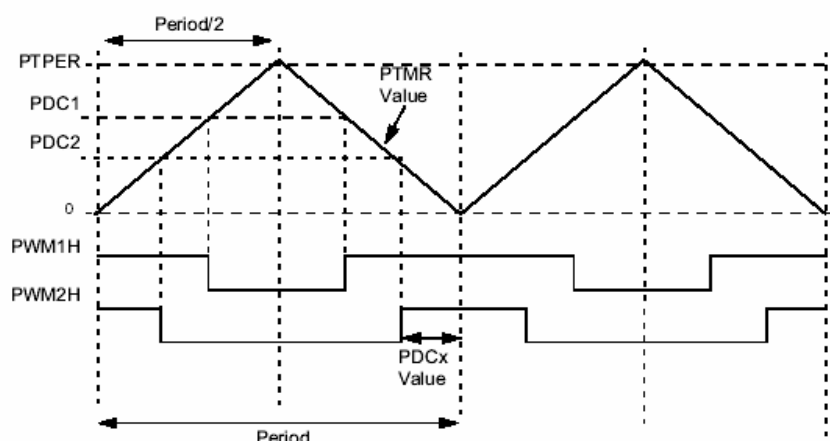 Period/2
PTPER
PTMR
Value
PDC1
PDC2
0
PWM1H
PWM2H
PDCx
Value
Period